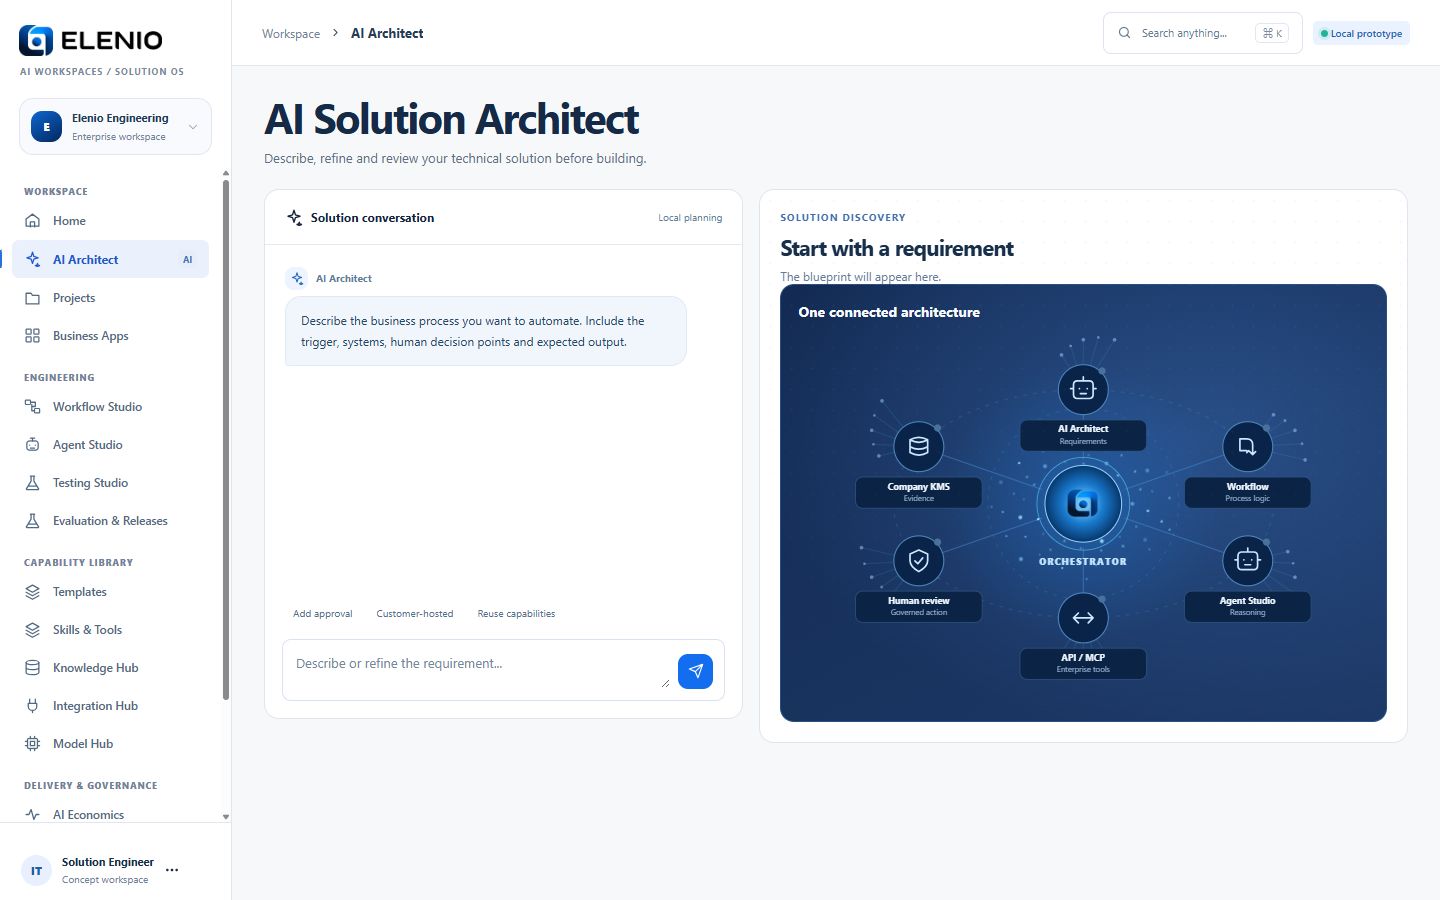 ELENIO
AI WORKSPACES / SOLUTION OS
E
Elenio Engineering
Enterprise workspace
WORKSPACE
Home
AI Architect
AI
Projects
Business Apps
ENGINEERING
Workflow Studio
Agent Studio
Testing Studio
Evaluation & Releases
CAPABILITY LIBRARY
Templates
Skills & Tools
Knowledge Hub
Integration Hub
Model Hub
DELIVERY & GOVERNANCE
AI Economics
IT
Solution Engineer
Concept workspace
Workspace > AI Architect
Search anything...
⌘ K
Local prototype
AI Solution Architect
Describe, refine and review your technical solution before building.
Solution conversation
Local planning
AI Architect
Describe the business process you want to automate. Include the
trigger, systems, human decision points and expected output.
Add approval
Customer-hosted
Reuse capabilities
Describe or refine the requirement...
SOLUTION DISCOVERY
Start with a requirement
The blueprint will appear here.
One connected architecture
AI Architect
Requirements
Company KMS
Evidence
Workflow
Process logic
ORCHESTRATOR
Human review
Governed action
Agent Studio
Reasoning
API / MCP
Enterprise tools